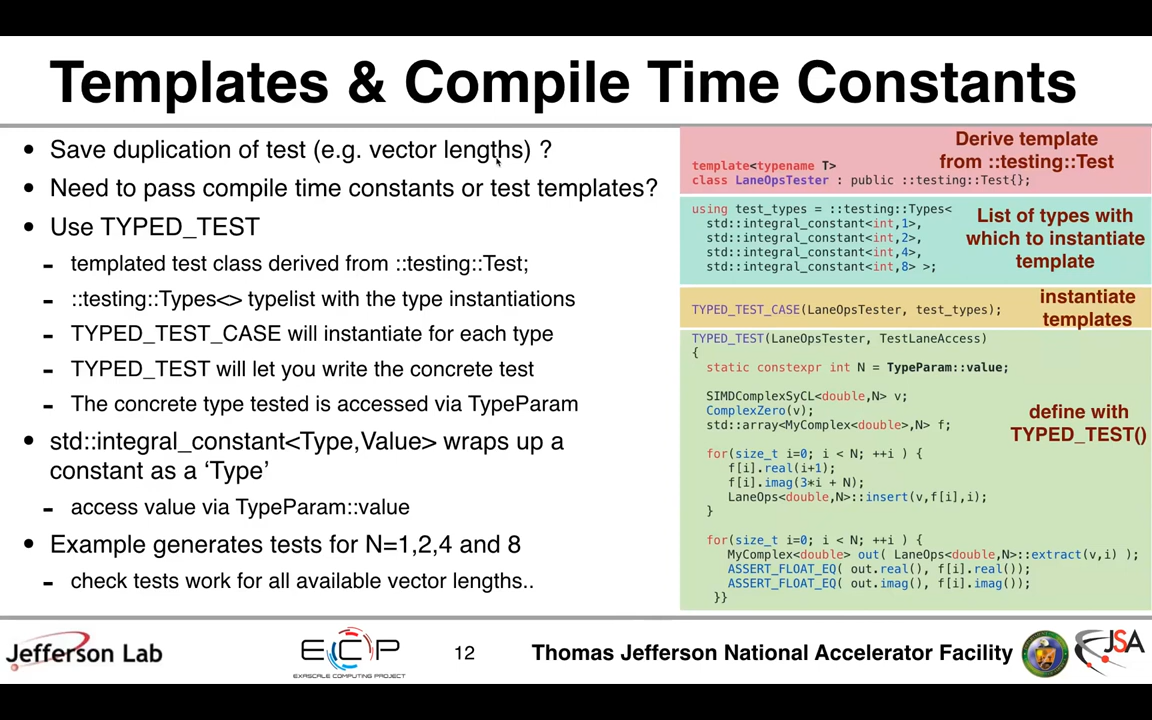 Templates & Compile Time Constants
• Save duplication of test (e.g. vector lengths) ?
• Need to pass compile time constants or test templates?
• Use TYPED_TEST
- templated test class derived from ::testing::Test;
- ::testing::Types<> typelist with the type instantiations
- TYPED_TEST_CASE will instantiate for each type
- TYPED_TEST will let you write the concrete test
- The concrete type tested is accessed via TypeParam
• std::integral_constant<Type,Value> wraps up a
constant as a ‘Type’
- access value via TypeParam::value
• Example generates tests for N=1,2,4 and 8
- check tests work for all available vector lengths..
Derive template
from ::testing::Test
template<typename T>
class LaneOpsTester : public ::testing::Test{};
List of types with
which to instantiate
template
using test_types = ::testing::Types<
std::integral_constant<int,1>,
std::integral_constant<int,2>,
std::integral_constant<int,4>,
std::integral_constant<int,8> >;
instantiate
templates
TYPED_TEST_CASE(LaneOpsTester, test_types);
TYPED_TEST(LaneOpsTester, TestLaneAccess)
{
static constexpr int N = TypeParam::value;
SIMDComplexSyCL<double,N> v;
ComplexZero(v);
std::array<MyComplex<double>,N> f;
define with
TYPED_TEST()
for(size_t i=0; i < N; ++i ) {
f[i].real(i+1);
f[i].imag(3*i + N);
LaneOps<double,N>::insert(v,f[i],i);
}
for(size_t i=0; i < N; ++i ) {
MyComplex<double> out( LaneOps<double,N>::extract(v,i) );
ASSERT_FLOAT_EQ( out.real(), f[i].real());
ASSERT_FLOAT_EQ( out.imag(), f[i].imag());
}}
Jefferson Lab
ECP
EXASCALE COMPUTING PROJECT
12
Thomas Jefferson National Accelerator Facility
JSA